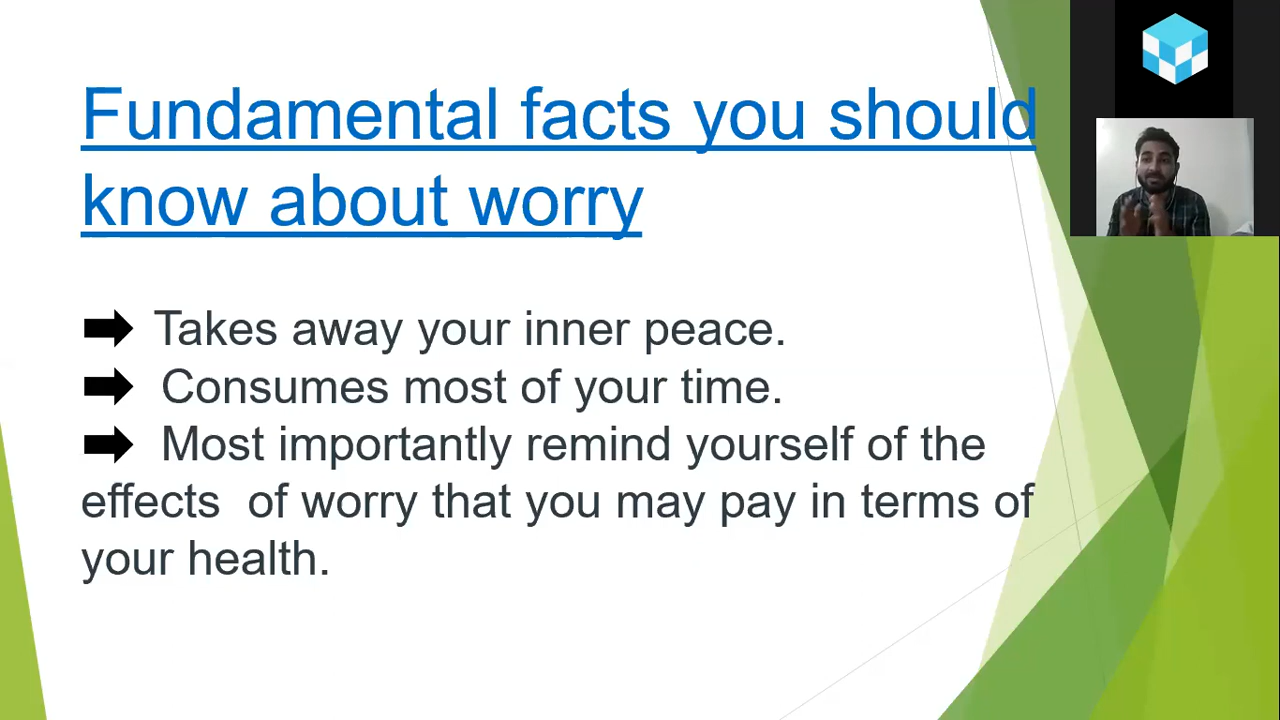 Fundamental facts you should
know about worry
Takes away your inner peace.
Consumes most of your time.
Most importantly remind yourself of the
effects of worry that you may pay in terms of
your health.